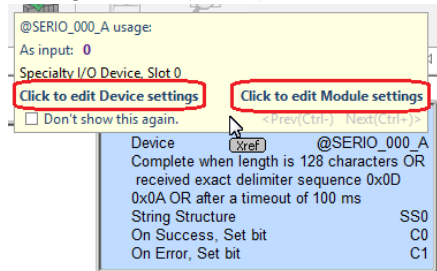 @SERIO_000_A usage:
As input: 0
Specialty I/O Device, Slot 0
Click to edit Device settings Click to edit Module settings
Don't show this again. <Prev(Ctrl-) Next(Ctrl+)>
Device Xref @SERIO_000_A
Complete when length is 128 characters OR
received exact delimiter sequence 0x0D
0x0A OR after a timeout of 100 ms
String Structure SS0
On Success, Set bit C0
On Error, Set bit C1